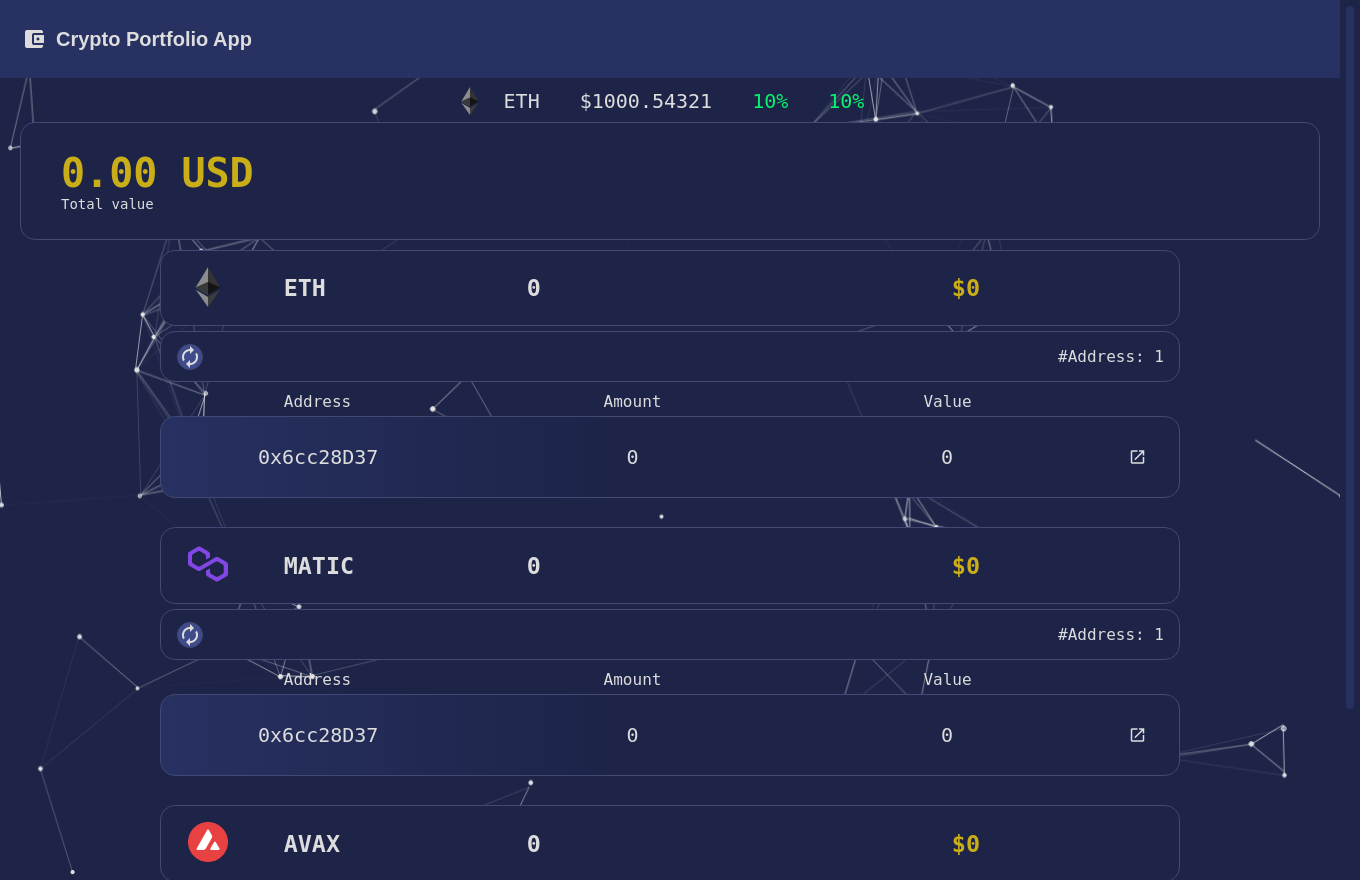 Crypto Portfolio App
ETH $1000.54321 10% 10%
0.00 USD
Total value
ETH 0 $0
#Address: 1
Address Amount Value
0x6cc28D37 0 0
MATIC 0 $0
#Address: 1
Address Amount Value
0x6cc28D37 0 0
AVAX 0 $0